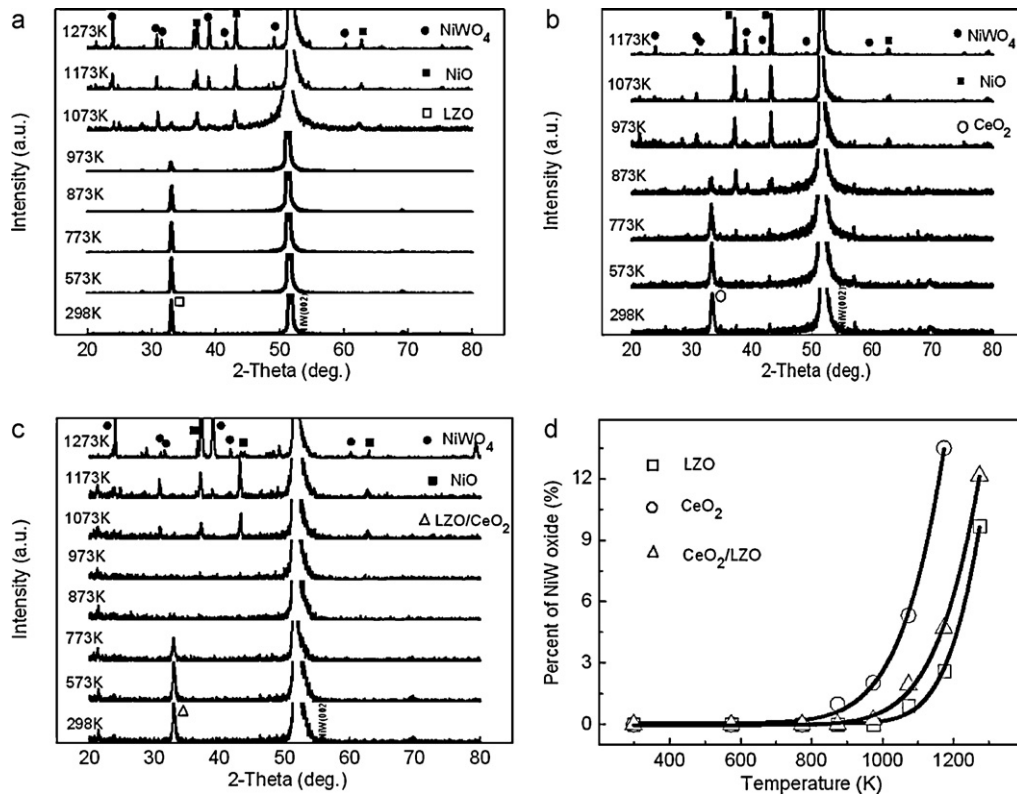 a
1273K
NiWO4
1173K
NiO
1073K
LZO
973K
873K
773K
573K
298K
NiW(002)
Intensity (a.u.)
20 30 40 50 60 70 80
2-Theta (deg.)
b
1173K
NiWO4
1073K
NiO
973K
CeO2
873K
773K
573K
298K
NiW(002)
Intensity (a.u.)
20 30 40 50 60 70 80
2-Theta (deg.)
c
1273K
NiWO4
1173K
NiO
1073K
LZO/CeO2
973K
873K
773K
573K
298K
NiW(002
Intensity (a.u.)
20 30 40 50 60 70 80
2-Theta (deg.)
d
LZO
CeO2
CeO2/LZO
Percent of NiW oxide (%)
12
9
6
3
0
400 600 800 1000 1200
Temperature (K)